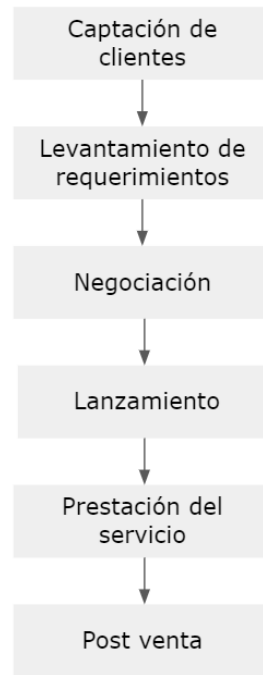 Captación de
clientes
Levantamiento de
requerimientos
Negociación
Lanzamiento
Prestación del
servicio
Post venta